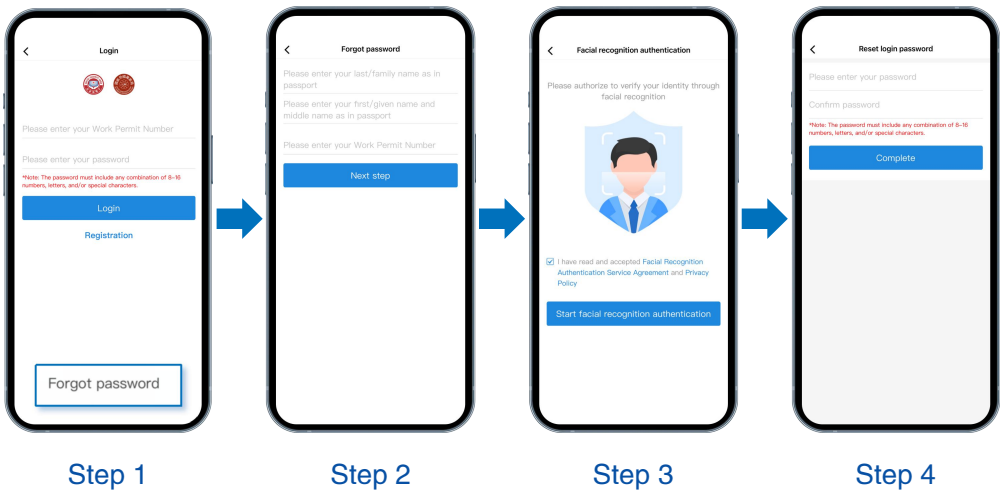 Login
Please enter your Work Permit Number
Please enter your password
*Note: The password must include any combination of 8-16
numbers, letters, and/or special characters.
Login
Registration
Forgot password
Step 1
Forgot password
Please enter your last/family name as in
passport
Please enter your first/given name and
middle name as in passport
Please enter your Work Permit Number
Next step
Step 2
Facial recognition authentication
Please authorize to verify your identity through
facial recognition
I have read and accepted Facial Recognition
Authentication Service Agreement and Privacy
Policy
Start facial recognition authentication
Step 3
Reset login password
Please enter your password
Confirm password
*Note: The password must include any combination of 8-16
numbers, letters, and/or special characters.
Complete
Step 4